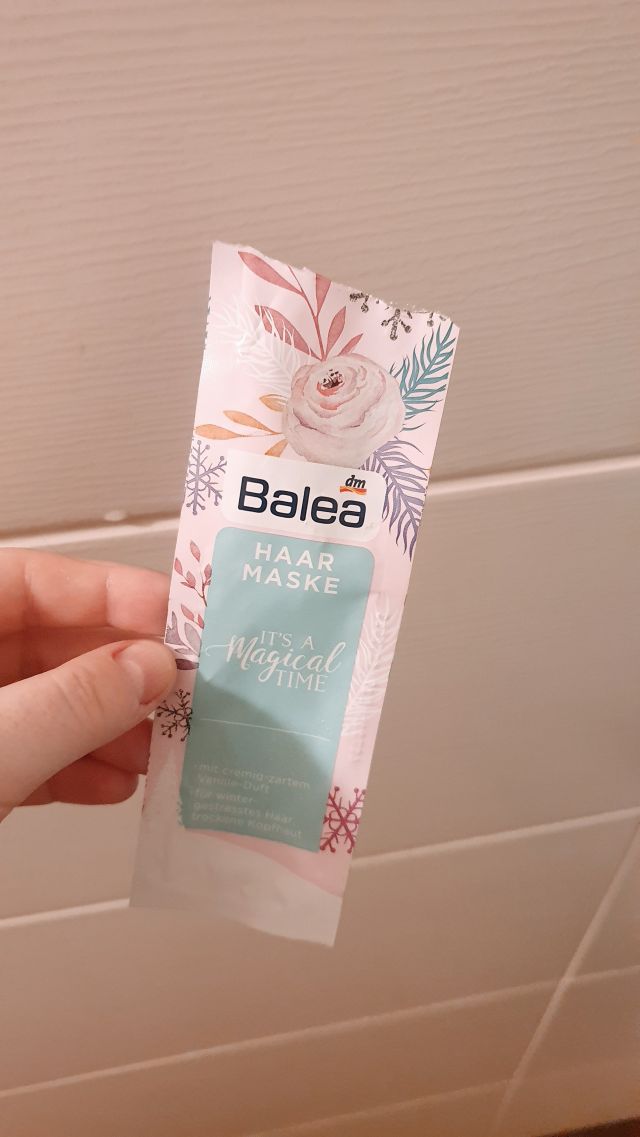 dm
Balea
HAAR
MASKE
IT'S A
Magical
TIME
mit cremig-zartem
Vanille-Duft
für winter-
gestresstes Haar,
trockene Kopfhaut